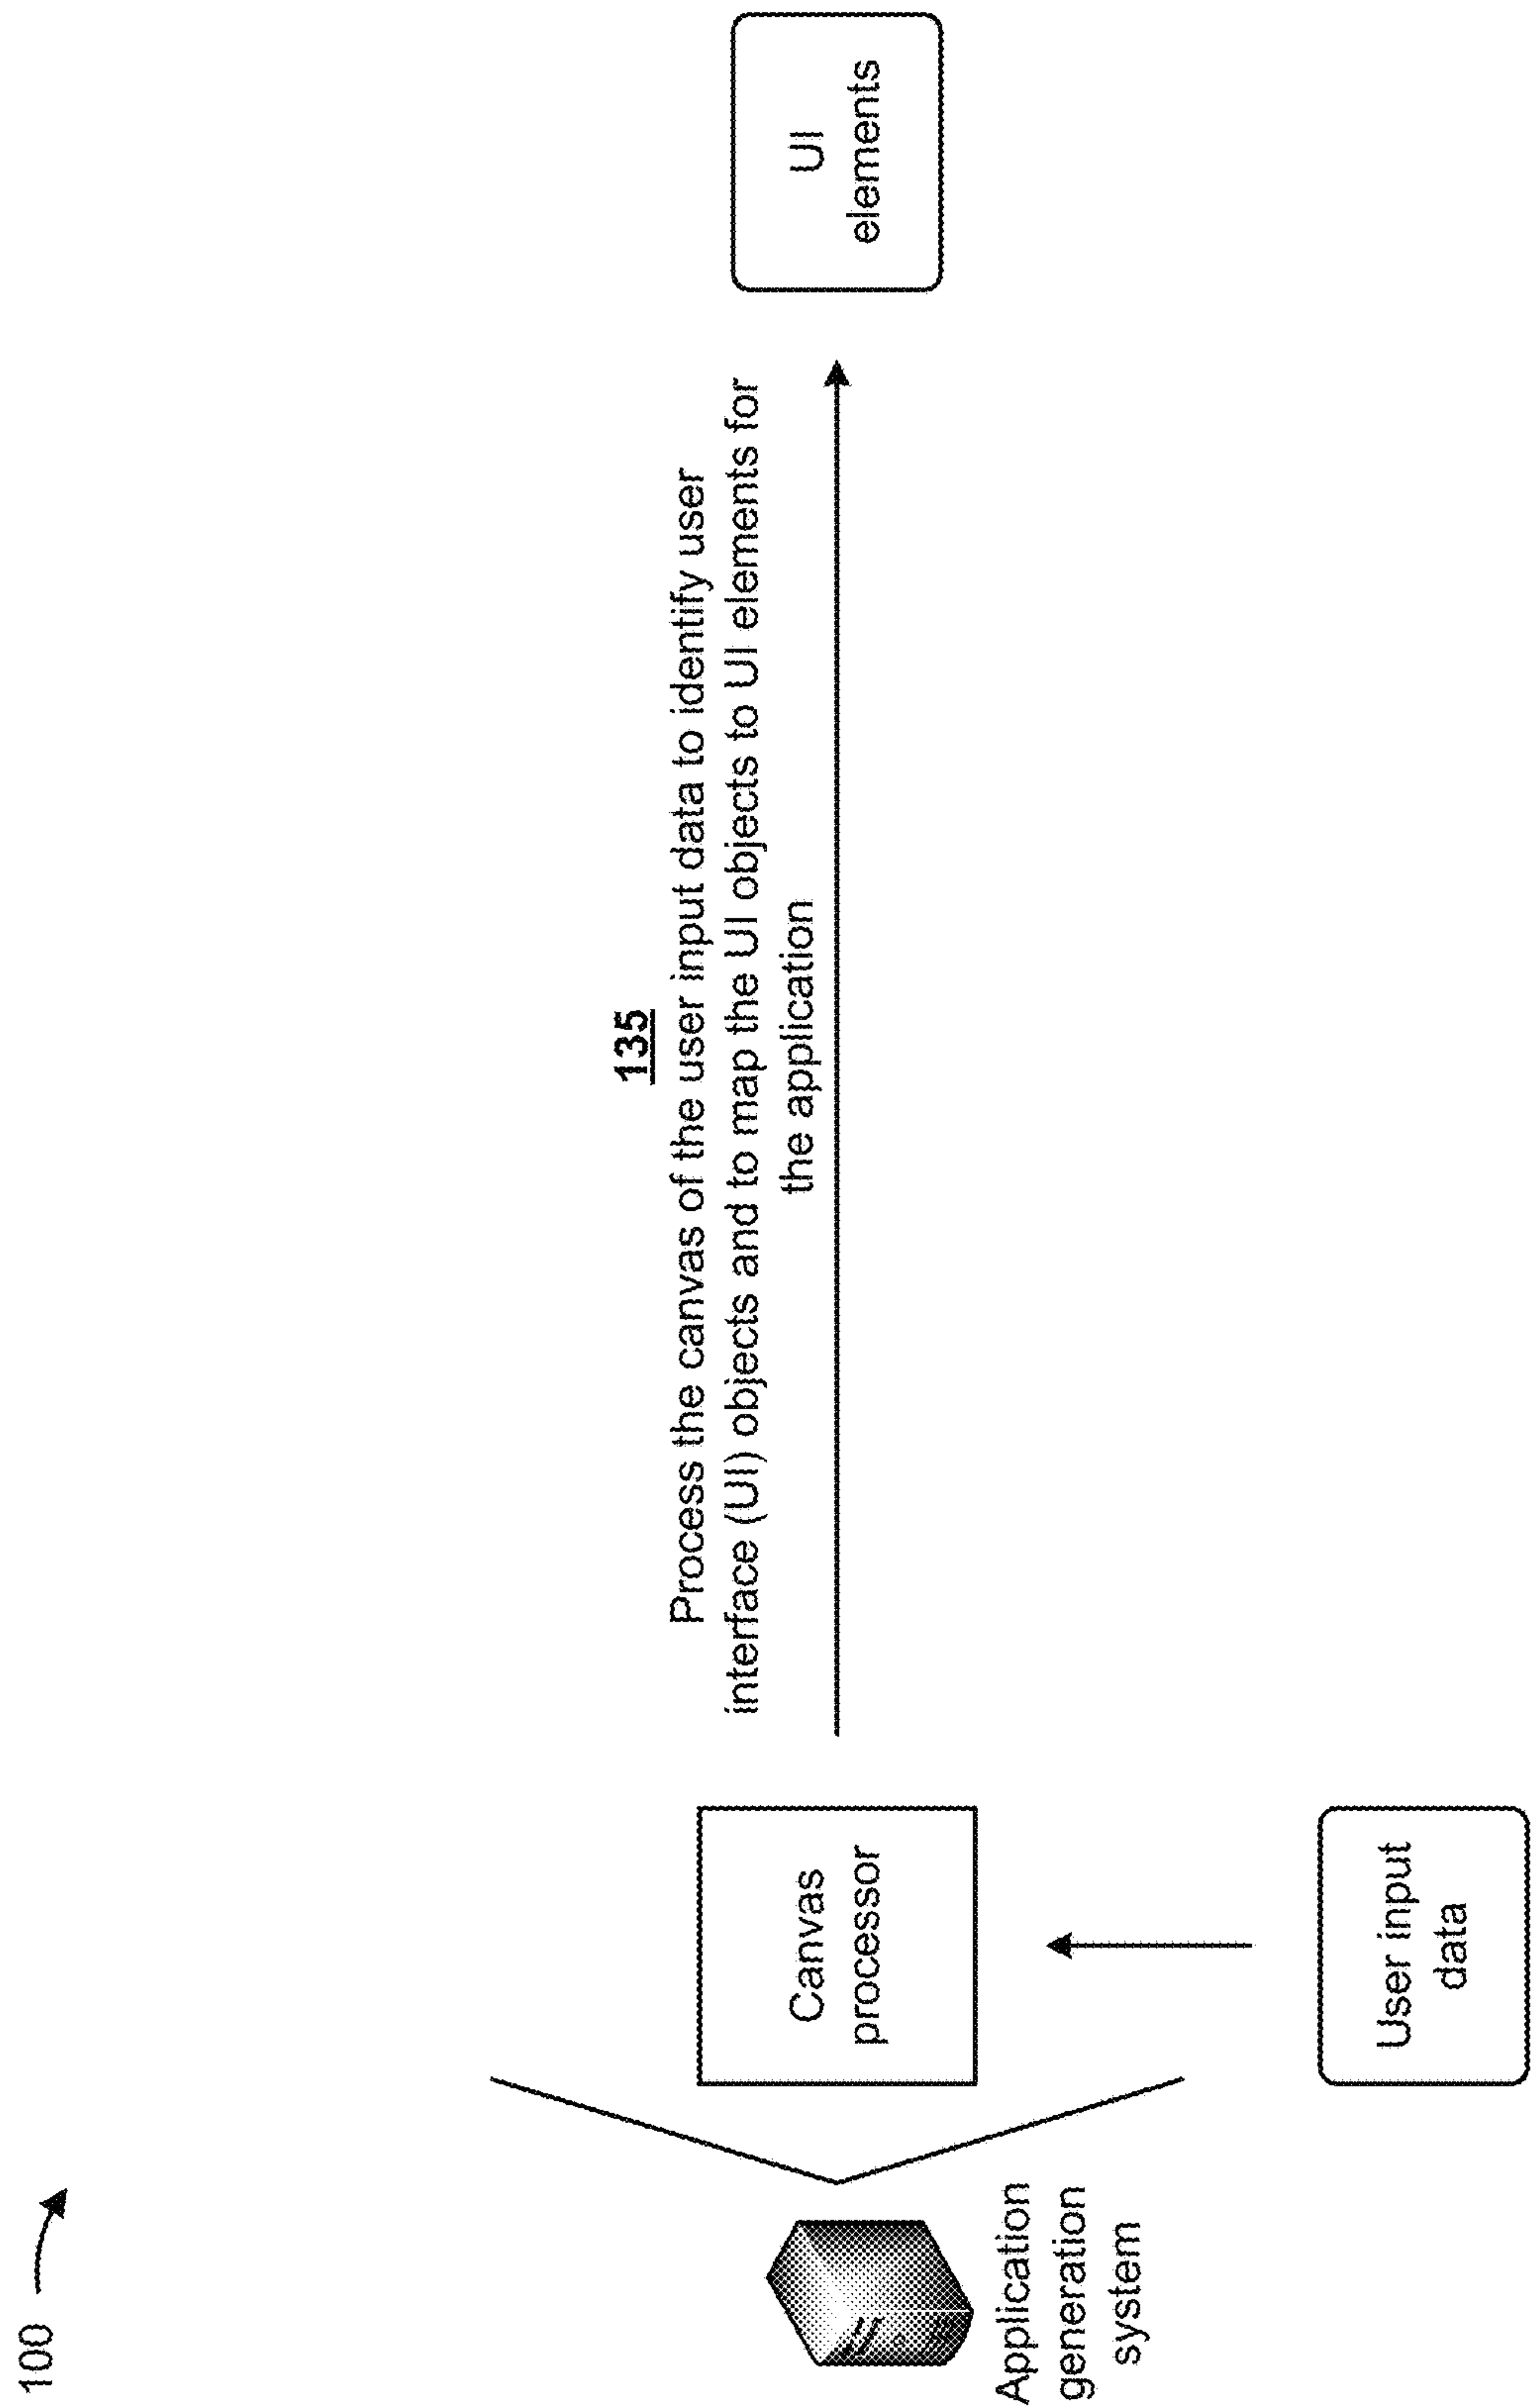 100
135
Process the canvas of the user input data to identify user
interface (UI) objects and to map the UI objects to UI elements for
the application
Application
generation
system
Canvas
processor
UI
elements
User input
data